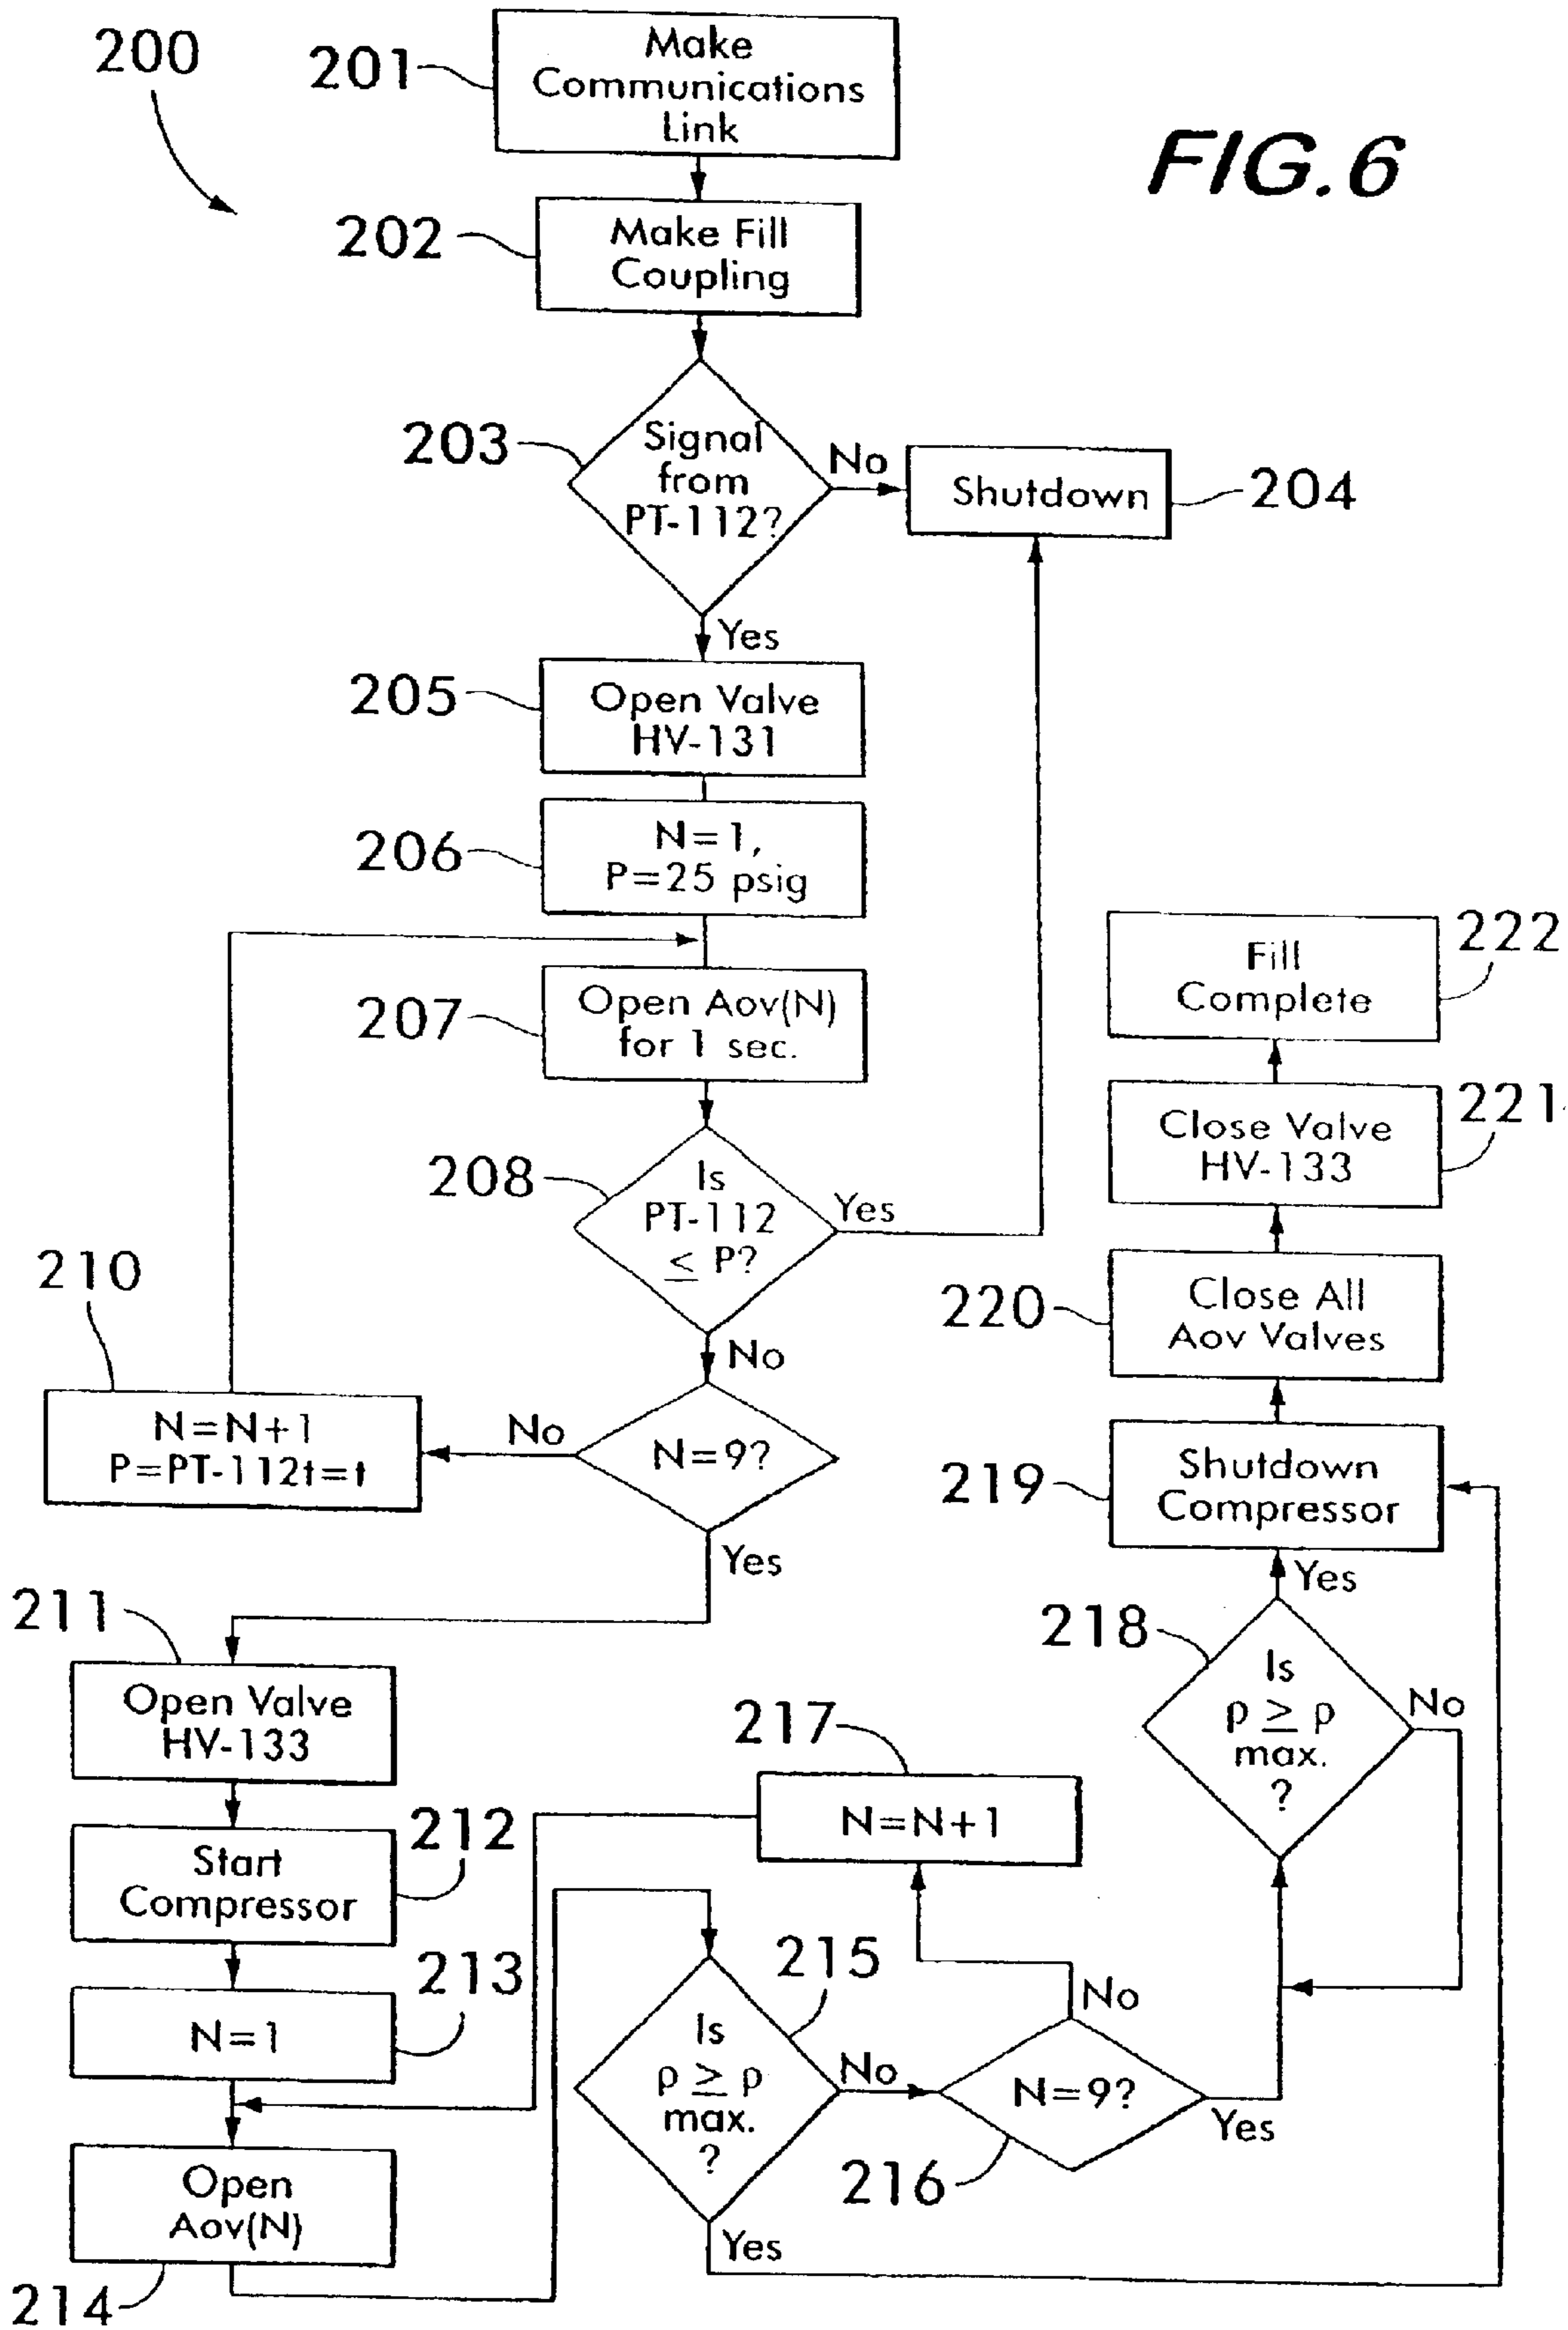 FIG.6
200
201
Make
Communications
Link
202
Make Fill
Coupling
203
Signal
from
PT-112?
No
Shutdown
204
Yes
205
Open Valve
HV-131
206
N=1,
P=25 psig
207
Open Aov(N)
for 1 sec.
208
Is
PT-112
≤ P?
Yes
No
210
N=N+1
P=PT-112t=t
No
N=9?
Yes
211
Open Valve
HV-133
212
Start
Compressor
213
N=1
214
Open
Aov(N)
215
Is
ρ ≥ ρ
max.
?
No
Yes
216
N=9?
No
Yes
217
N=N+1
218
Is
ρ ≥ ρ
max.
?
No
Yes
219
Shutdown
Compressor
220
Close All
Aov Valves
221
Close Valve
HV-133
222
Fill
Complete